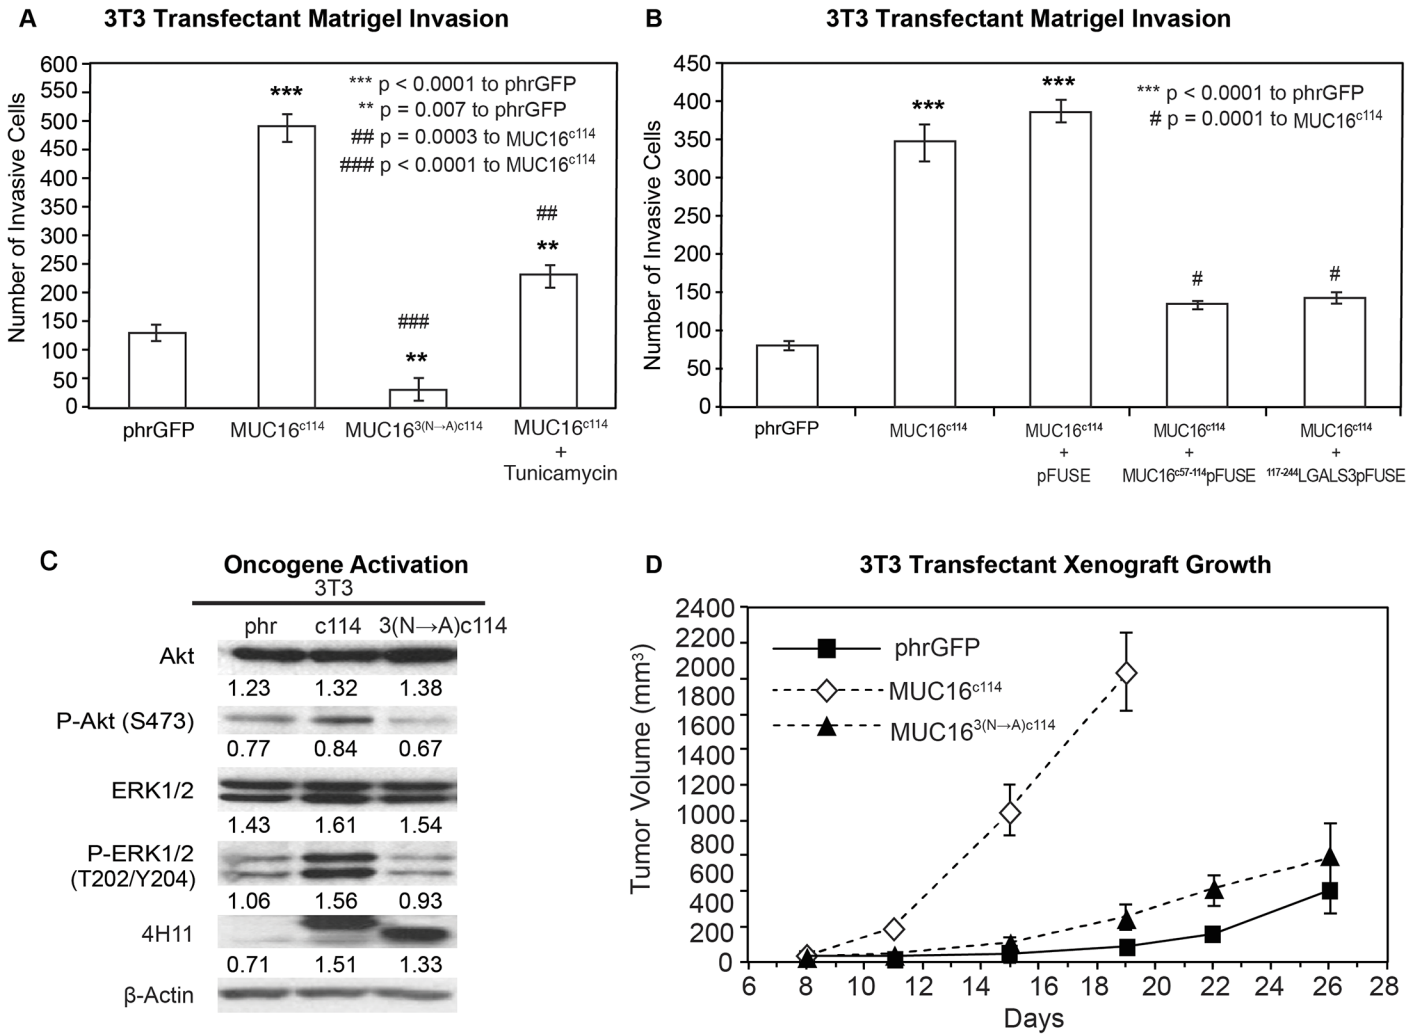 A
3T3 Transfectant Matrigel Invasion
Number of Invasive Cells
600
550
500
450
400
350
300
250
200
150
100
50
0
*** p < 0.0001 to phrGFP
** p = 0.007 to phrGFP
## p = 0.0003 to MUC16c114
### p < 0.0001 to MUC16c114
***
###
**
##
**
phrGFP
MUC16c114
MUC163(N→A)c114
MUC16c114
+
Tunicamycin
B
3T3 Transfectant Matrigel Invasion
Number of Invasive Cells
450
400
350
300
250
200
150
100
50
0
*** p < 0.0001 to phrGFP
# p = 0.0001 to MUC16c114
***
***
#
#
phrGFP
MUC16c114
MUC16c114
+
pFUSE
MUC16c114
+
MUC16c57-114pFUSE
MUC16c114
+
117-244LGALS3pFUSE
C
Oncogene Activation
3T3
phr c114 3(N→A)c114
Akt
1.23 1.32 1.38
P-Akt (S473)
0.77 0.84 0.67
ERK1/2
1.43 1.61 1.54
P-ERK1/2
(T202/Y204)
1.06 1.56 0.93
4H11
0.71 1.51 1.33
β-Actin
D
3T3 Transfectant Xenograft Growth
Tumor Volume (mm3)
2400
2200
2000
1800
1600
1400
1200
1000
800
600
400
200
0
phrGFP
MUC16c114
MUC163(N→A)c114
6 8 10 12 14 16 18 20 22 24 26 28
Days